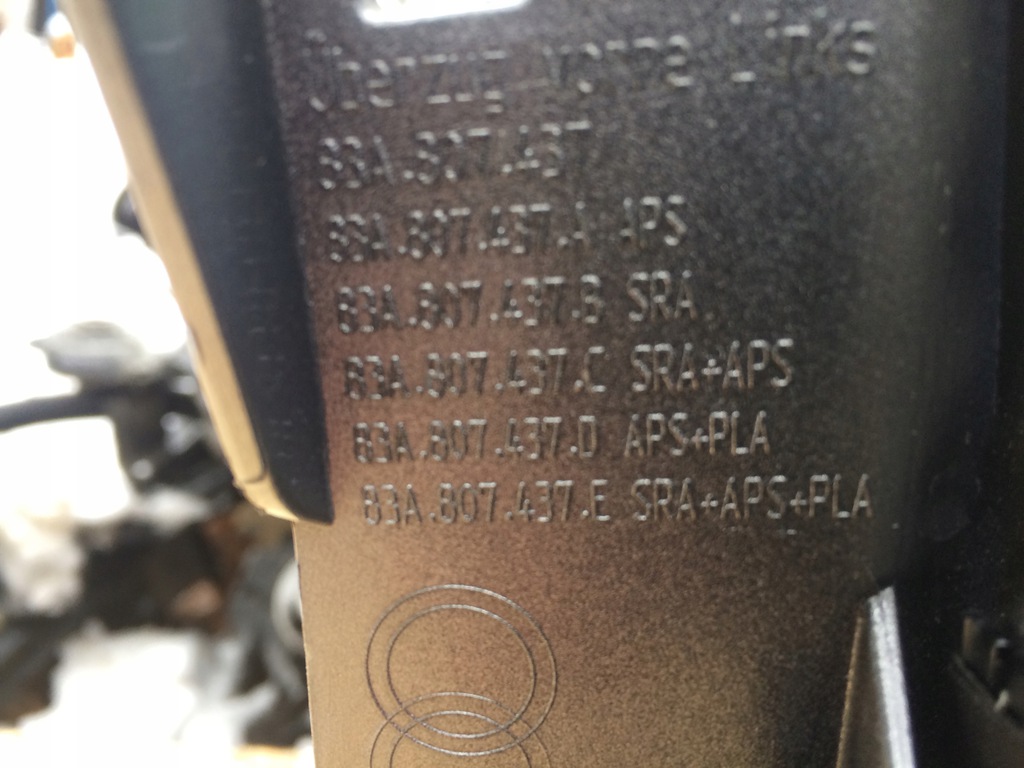 Überzug vorne links
83A.807.437
83A.807.437.A APS
83A.807.437.B SRA
83A.807.437.C SRA+APS
83A.807.437.D APS+PLA
83A.807.437.E SRA+APS+PLA